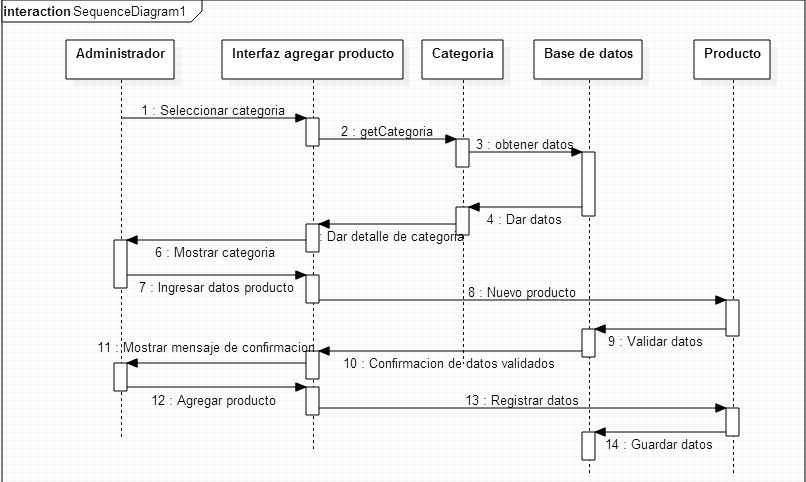 interaction SequenceDiagram1
Administrador
Interfaz agregar producto
Categoria
Base de datos
Producto
1 : Seleccionar categoria
2 : getCategoria
3 : obtener datos
4 : Dar datos
: Dar detalle de categoria
6 : Mostrar categoria
7 : Ingresar datos producto
8 : Nuevo producto
9 : Validar datos
10 : Confirmacion de datos validados
11 : Mostrar mensaje de confirmacion
12 : Agregar producto
13 : Registrar datos
14 : Guardar datos